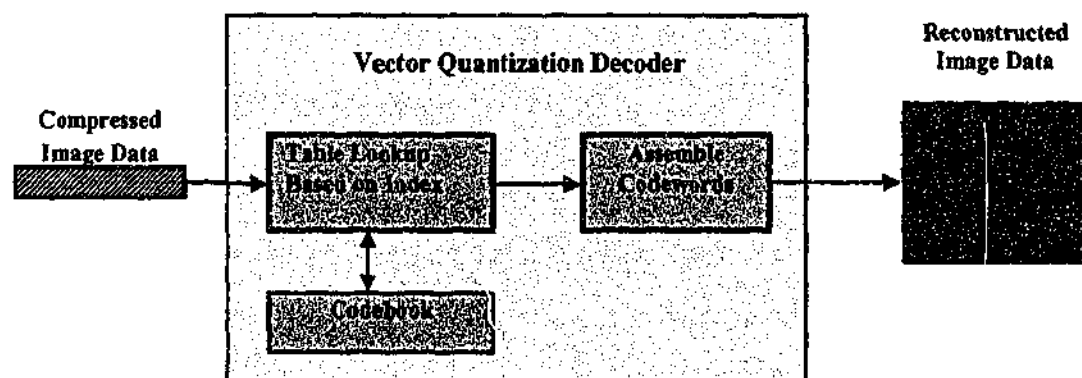 Vector Quantization Decoder
Reconstructed
Image Data
Compressed
Image Data
Table Lookup
Based on Index
Assemble
Codewords
Codebook